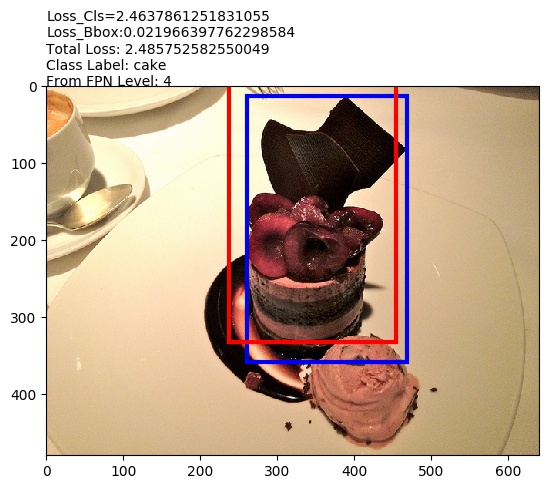 Loss_Cls=2.4637861251831055
Loss_Bbox:0.021966397762298584
Total Loss: 2.485752582550049
Class Label: cake
From FPN Level: 4
0
100
200
300
400
0 100 200 300 400 500 600